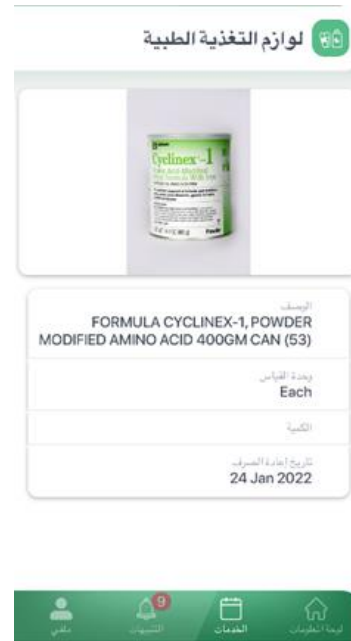 لوازم التغذية الطبية
Cyclinex-1
الوصف
FORMULA CYCLINEX-1, POWDER
MODIFIED AMINO ACID 400GM CAN (53)
وحدة القياس
Each
الكمية
تاريخ إعادة الصرف
24 Jan 2022
9
لوحة المعلومات
الخدمات
التنبيهات
ملفي